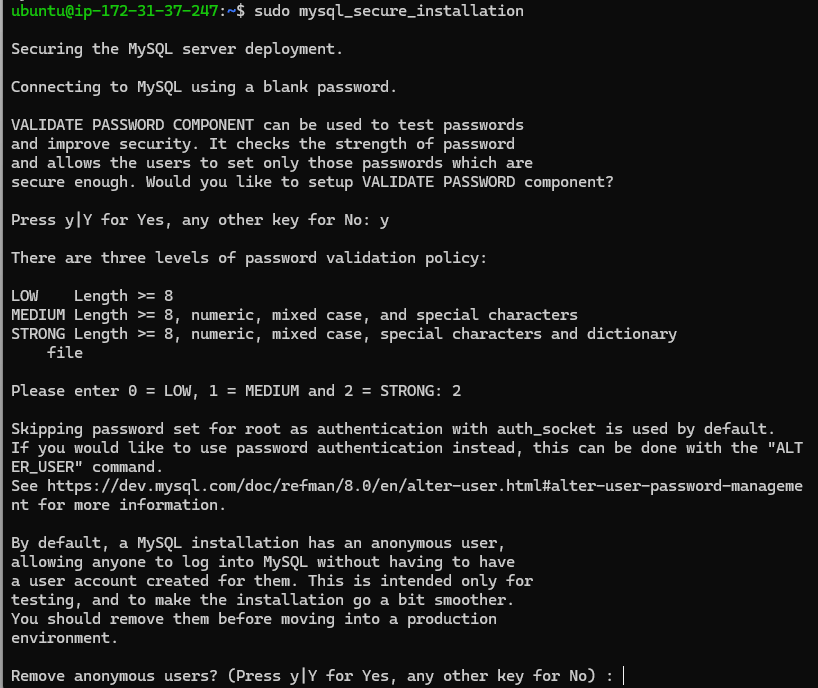 ubuntu@ip-172-31-37-247:~$ sudo mysql_secure_installation
Securing the MySQL server deployment.
Connecting to MySQL using a blank password.
VALIDATE PASSWORD COMPONENT can be used to test passwords
and improve security. It checks the strength of password
and allows the users to set only those passwords which are
secure enough. Would you like to setup VALIDATE PASSWORD component?
Press y|Y for Yes, any other key for No: y
There are three levels of password validation policy:
LOW    Length >= 8
MEDIUM Length >= 8, numeric, mixed case, and special characters
STRONG Length >= 8, numeric, mixed case, special characters and dictionary
    file
Please enter 0 = LOW, 1 = MEDIUM and 2 = STRONG: 2
Skipping password set for root as authentication with auth_socket is used by default.
If you would like to use password authentication instead, this can be done with the "ALT
ER_USER" command.
See https://dev.mysql.com/doc/refman/8.0/en/alter-user.html#alter-user-password-manageme
nt for more information.
By default, a MySQL installation has an anonymous user,
allowing anyone to log into MySQL without having to have
a user account created for them. This is intended only for
testing, and to make the installation go a bit smoother.
You should remove them before moving into a production
environment.
Remove anonymous users? (Press y|Y for Yes, any other key for No) :